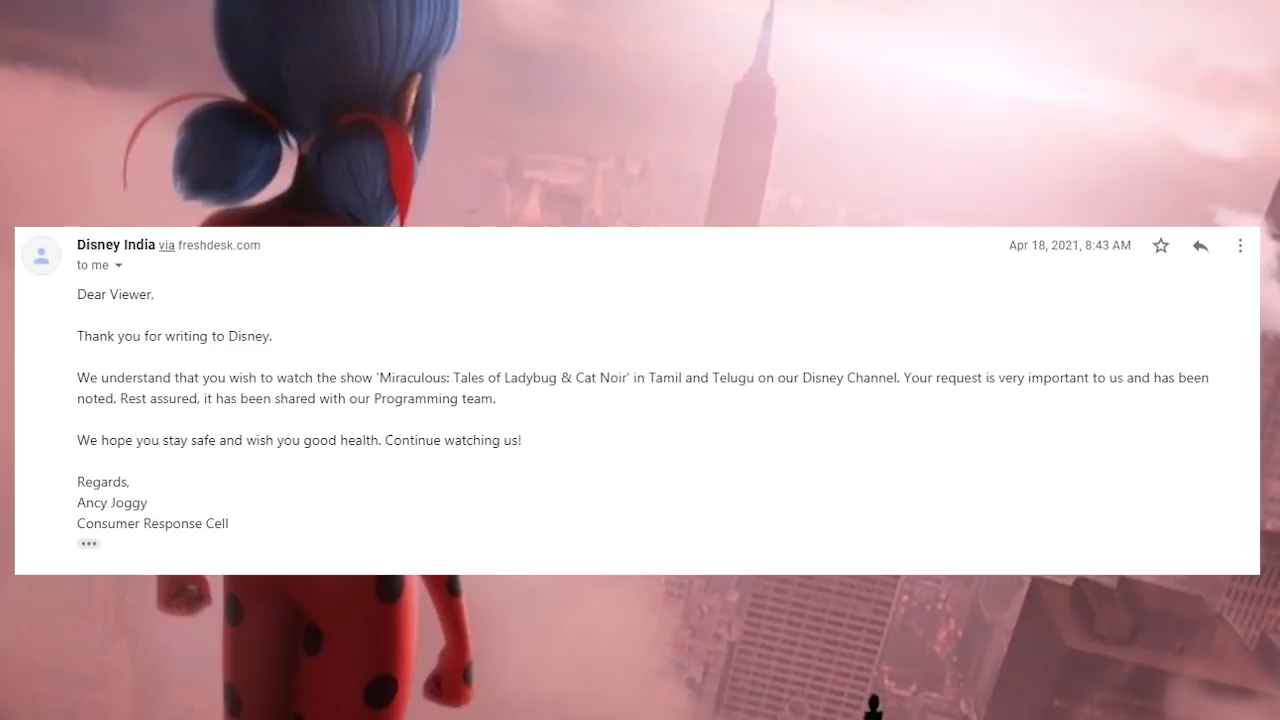 Disney India via freshdesk.com Apr 18, 2021, 8:43 AM
to me
Dear Viewer,
Thank you for writing to Disney.
We understand that you wish to watch the show 'Miraculous: Tales of Ladybug & Cat Noir' in Tamil and Telugu on our Disney Channel. Your request is very important to us and has been
noted. Rest assured, it has been shared with our Programming team.
We hope you stay safe and wish you good health. Continue watching us!
Regards,
Ancy Joggy
Consumer Response Cell